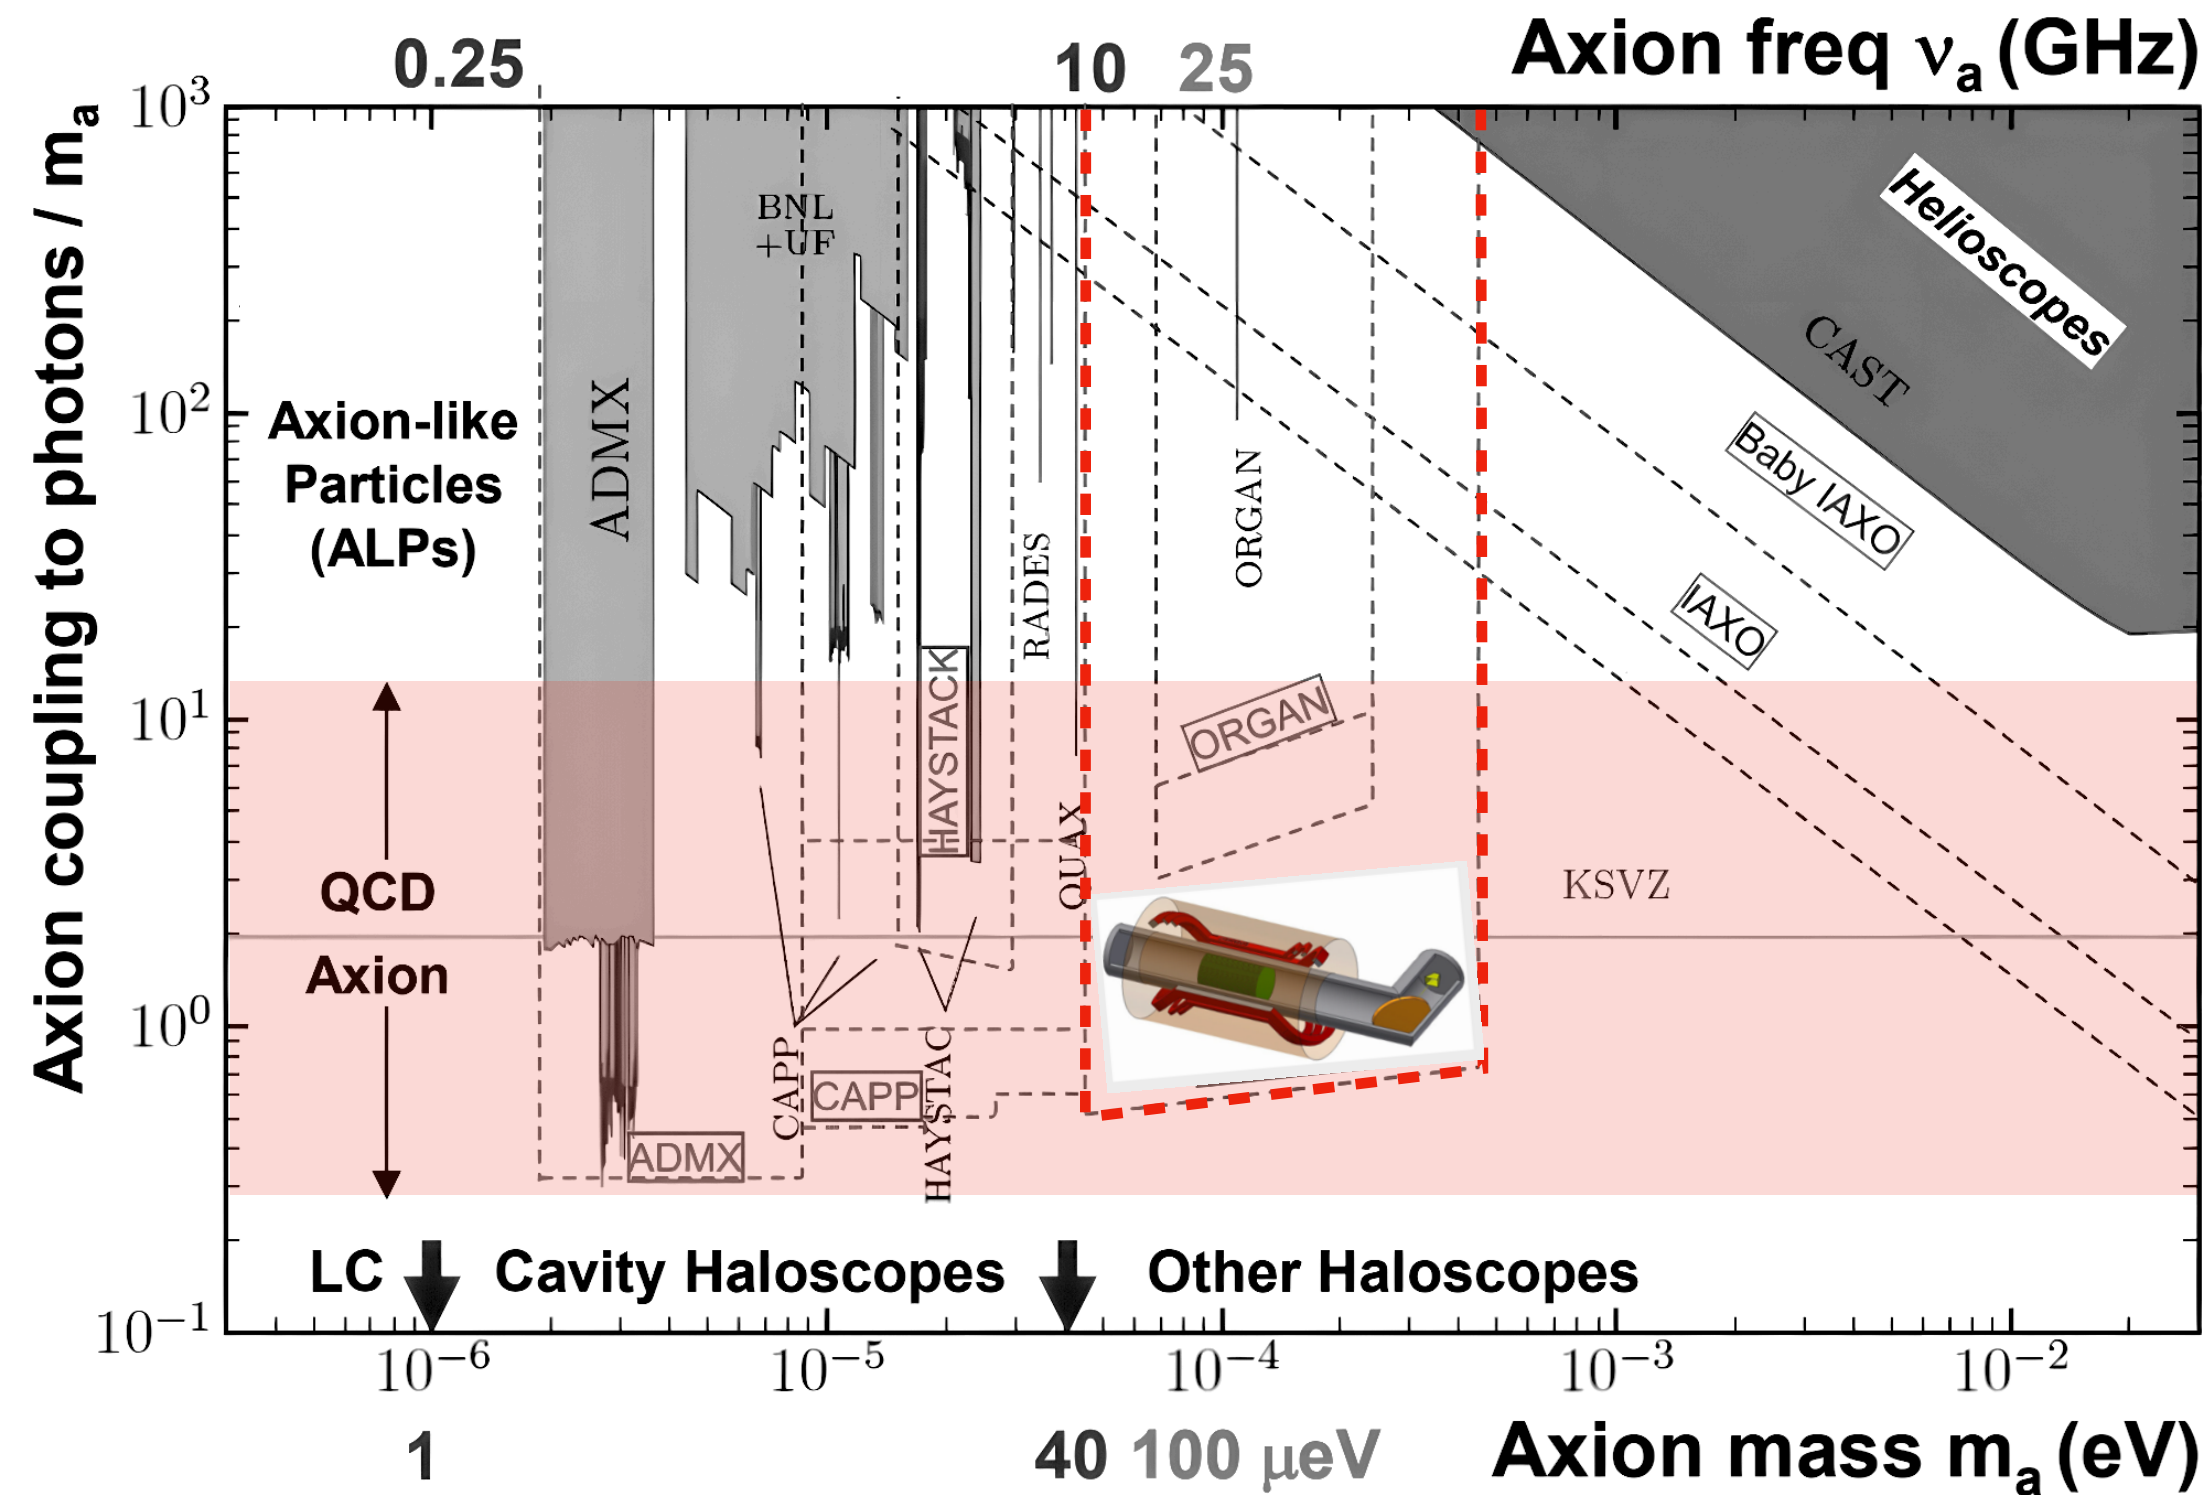 0.25
10
25
Axion freq νa (GHz)
Axion coupling to photons / ma
10³
10²
10¹
10⁰
10⁻¹
BNL
+UF
Helioscopes
CAST
ADMX
Axion-like
Particles
(ALPs)
Baby IAXO
ORGAN
RADES
IAXO
HAYSTACK
ORGAN
QUAX
QCD
Axion
KSVZ
CAPP
CAPP
HAYSTAC
ADMX
LC
Cavity Haloscopes
Other Haloscopes
10⁻⁶
10⁻⁵
10⁻⁴
10⁻³
10⁻²
1
40
100 μeV
Axion mass ma (eV)